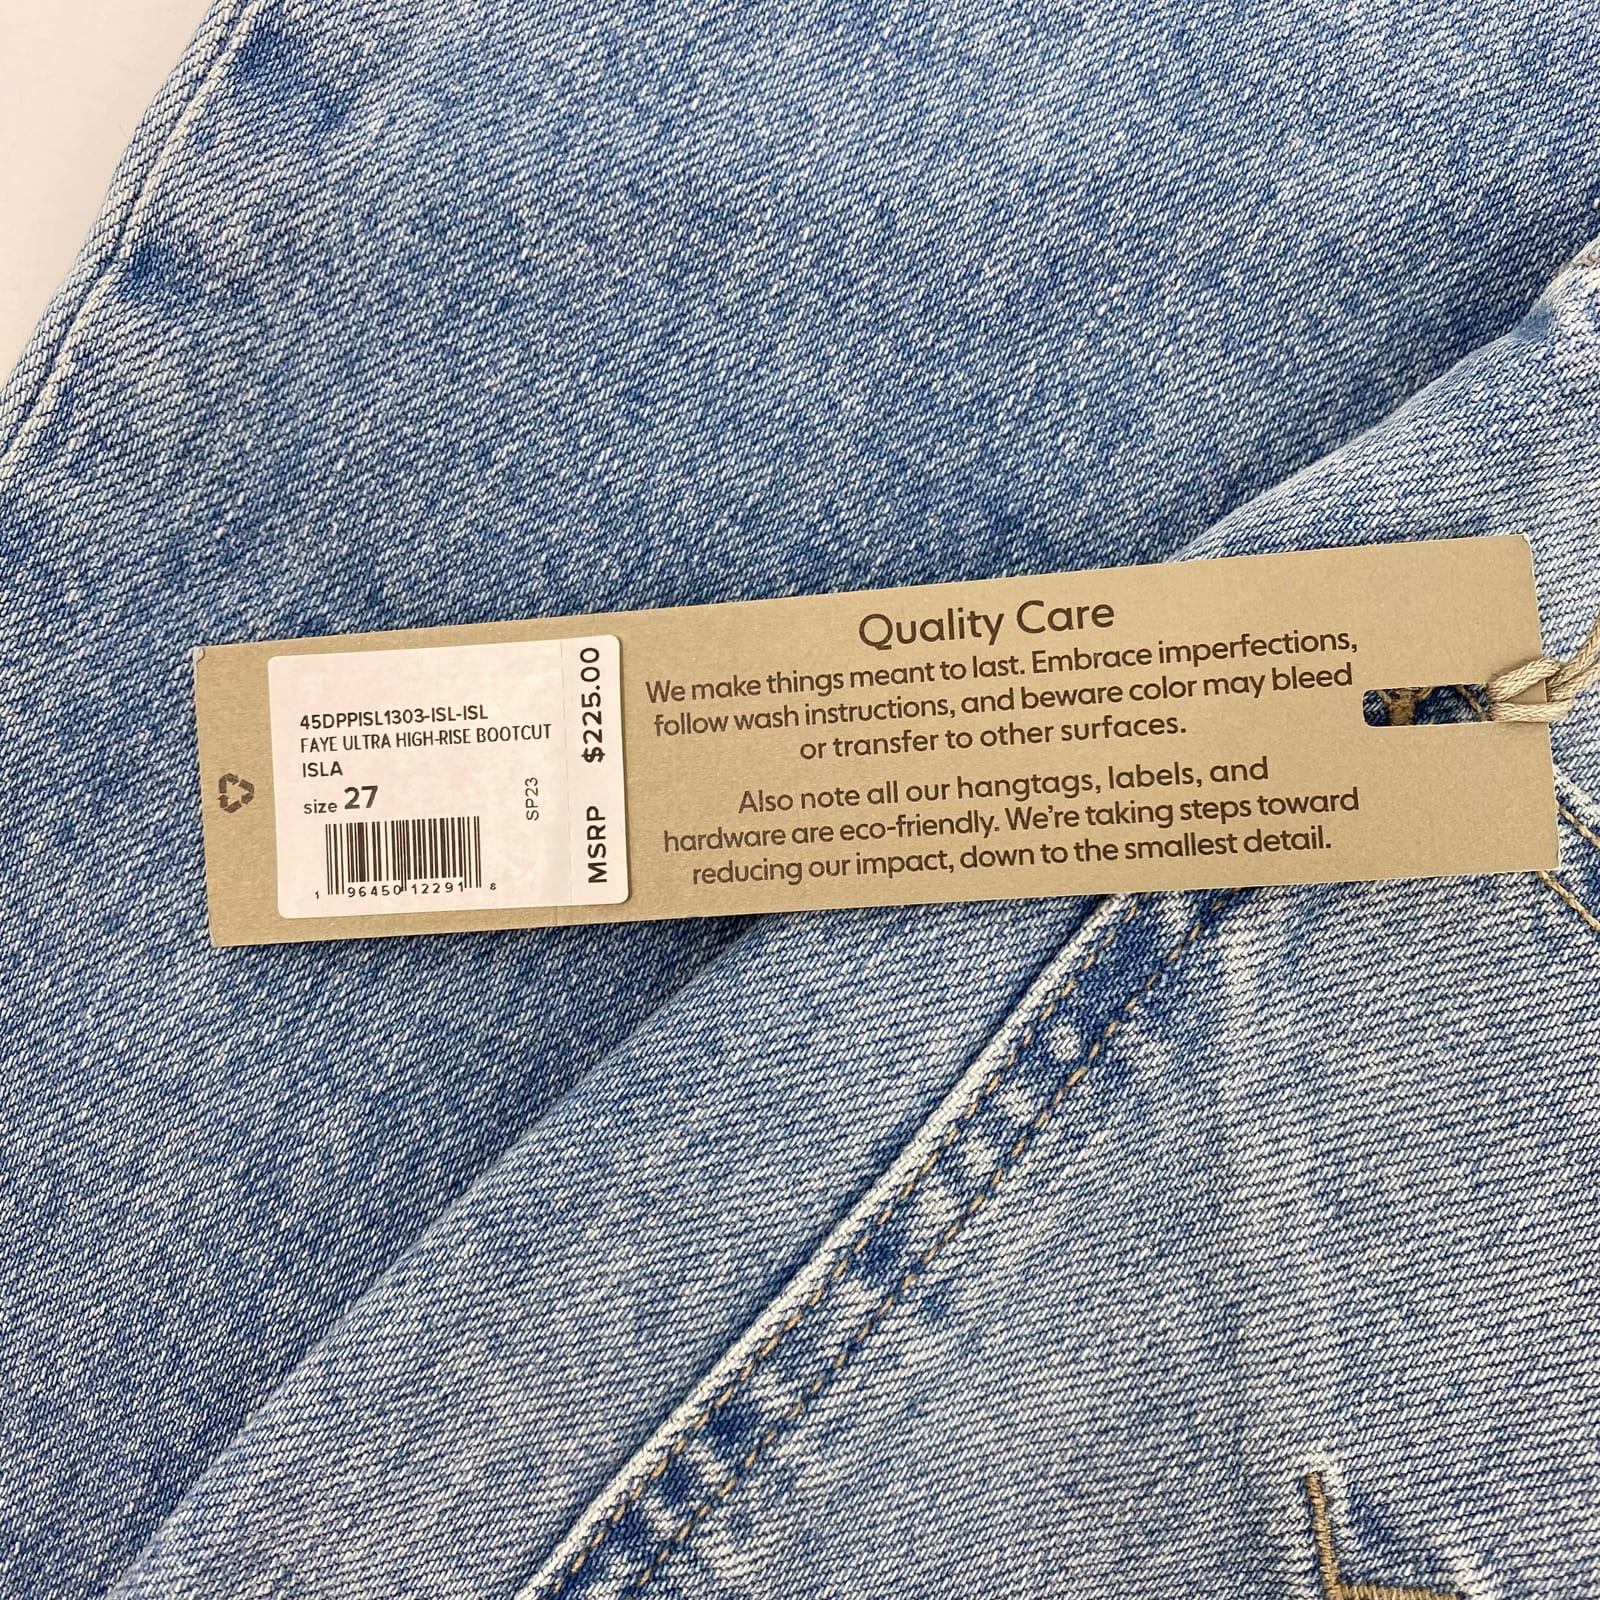 45DPPISL1303-ISL-ISL
FAYE ULTRA HIGH-RISE BOOTCUT
ISLA
size 27
SP23
1 96450 12291 8
MSRP $225.00
Quality Care
We make things meant to last. Embrace imperfections,
follow wash instructions, and beware color may bleed
or transfer to other surfaces.
Also note all our hangtags, labels, and
hardware are eco-friendly. We're taking steps toward
reducing our impact, down to the smallest detail.